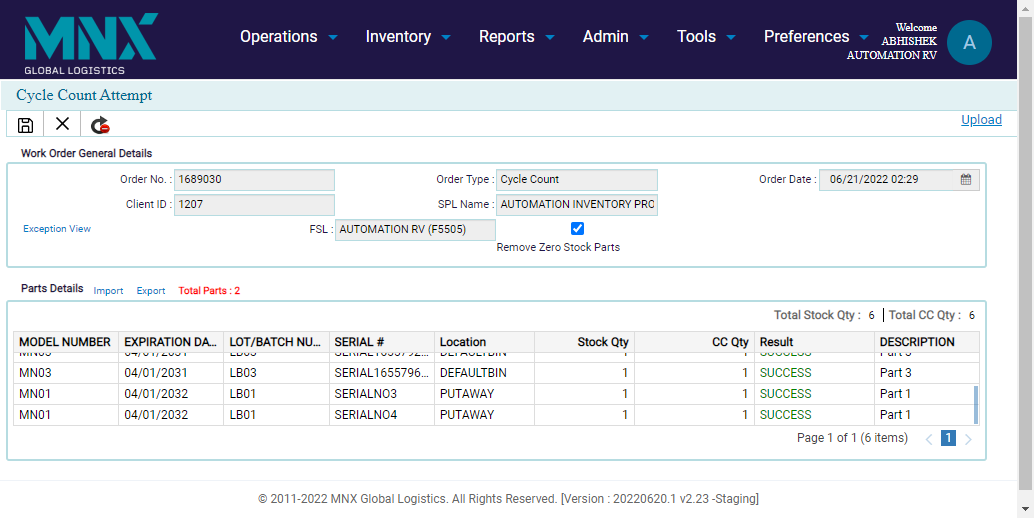 MNX
GLOBAL LOGISTICS
Operations Inventory Reports Admin Tools Preferences
Welcome
ABHISHEK
AUTOMATION RV
A
Cycle Count Attempt
Upload
Work Order General Details
Order No. : 1689030 Order Type : Cycle Count Order Date : 06/21/2022 02:29
Client ID : 1207 SPL Name : AUTOMATION INVENTORY PRO
Exception View FSL : AUTOMATION RV (F5505)
Remove Zero Stock Parts
Parts Details Import Export Total Parts : 2
Total Stock Qty : 6 Total CC Qty : 6
MODEL NUMBER EXPIRATION DA... LOT/BATCH NU... SERIAL # Location Stock Qty CC Qty Result DESCRIPTION
MN03 04/01/2031 LB03 DEFAULTBIN 1 1 SUCCESS Part 3
MN03 04/01/2031 LB03 SERIAL1655796... DEFAULTBIN 1 1 SUCCESS Part 3
MN01 04/01/2032 LB01 SERIALNO3 PUTAWAY 1 1 SUCCESS Part 1
MN01 04/01/2032 LB01 SERIALNO4 PUTAWAY 1 1 SUCCESS Part 1
Page 1 of 1 (6 items) 1
© 2011-2022 MNX Global Logistics. All Rights Reserved. [Version : 20220620.1 v2.23 -Staging]